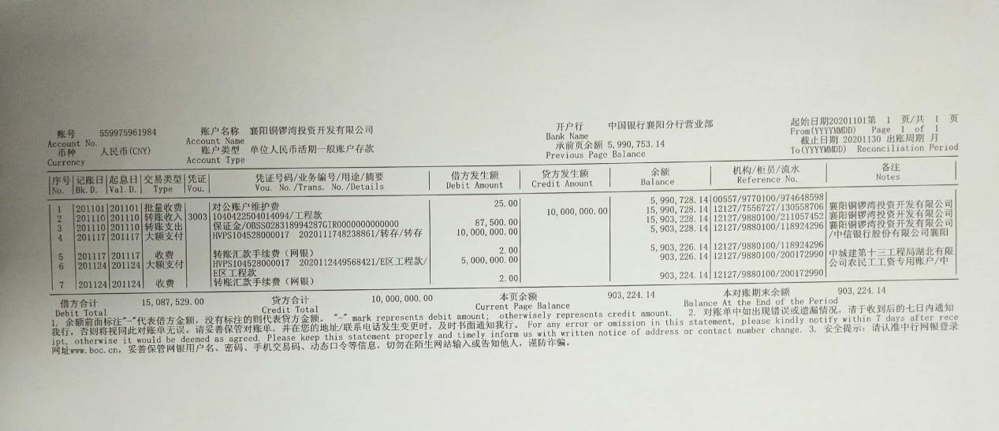 账号 559975961984 账户名称 襄阳铜锣湾投资开发有限公司 开户行 中国银行襄阳分行营业部 起始日期20201101第 1 页/共 1 页
Account No. Account Name Bank Name From(YYYYMMDD) Page 1 of 1
币种 人民币(CNY) 账户类型 单位人民币活期一般账户存款 承前页余额 5,990,753.14 截止日期 20201130 出账周期 月
Currency Account Type Previous Page Balance To(YYYYMMDD) Reconciliation Period
序号 记账日 起息日 交易类型 凭证 凭证号码/业务编号/用途/摘要 借方发生额 贷方发生额 余额 机构/柜员/流水 备注
No. Bk.D. Val.D. Type Vou. Vou. No./Trans. No./Details Debit Amount Credit Amount Balance Reference No. Notes
1 201101 201101 批量收费 对公账户维护费 25.00 5,990,728.14 00557/9770100/974648598
2 201110 201110 转账收入 3003 1040422504014094/工程款 10,000,000.00 15,990,728.14 12127/7556727/130558706 襄阳铜锣湾投资开发有限公司
3 201110 201110 转账支出 保证金/OBSS028318994287GIR0000000000000 87,500.00 15,903,228.14 12127/9880100/211057452 襄阳铜锣湾投资开发有限公司
4 201117 201117 大额支付 HVPS104528000017 2020111748238861/转存/转存 10,000,000.00 5,903,228.14 12127/9880100/118924296 襄阳铜锣湾投资开发有限公司
/中信银行股份有限公司襄阳
5 201117 201117 收费 转账汇款手续费（网银） 2.00 5,903,226.14 12127/9880100/118924296
6 201124 201124 大额支付 HVPS104528000017 2020112449568421/E区工程款/ 5,000,000.00 903,226.14 12127/9880100/200172990 中城建第十三工程局湖北有限
E区工程款 公司农民工工资专用账户/中
7 201124 201124 收费 转账汇款手续费（网银） 2.00 903,224.14 12127/9880100/200172990
借方合计 15,087,529.00 贷方合计 10,000,000.00 本页余额 903,224.14 本对账期末余额 903,224.14
Debit Total Credit Total Current Page Balance Balance At the End of the Period
1. 余额前面标注"-"代表借方金额，没有标注的则代表贷方金额。 "-" mark represents debit amount; otherwise represents credit amount. 2. 对账单中如出现错误或遗漏情况，请于收到后的七日内通知
我行，否则将视同此对账单无误。请妥善保管对账单，并在您的地址/联系电话发生变更时，及时书面通知我行。 For any error or omission in this statement, please kindly notify within 7 days after rece
ipt, otherwise it would be deemed as agreed. Please keep this statement properly and timely inform us with written notice of address or contact number change. 3. 安全提示：请认准中行网银登录
网址www.boc.cn，妥善保管网银用户名、密码、手机交易码、动态口令等信息，切勿在陌生网站输入或告知他人，谨防诈骗。